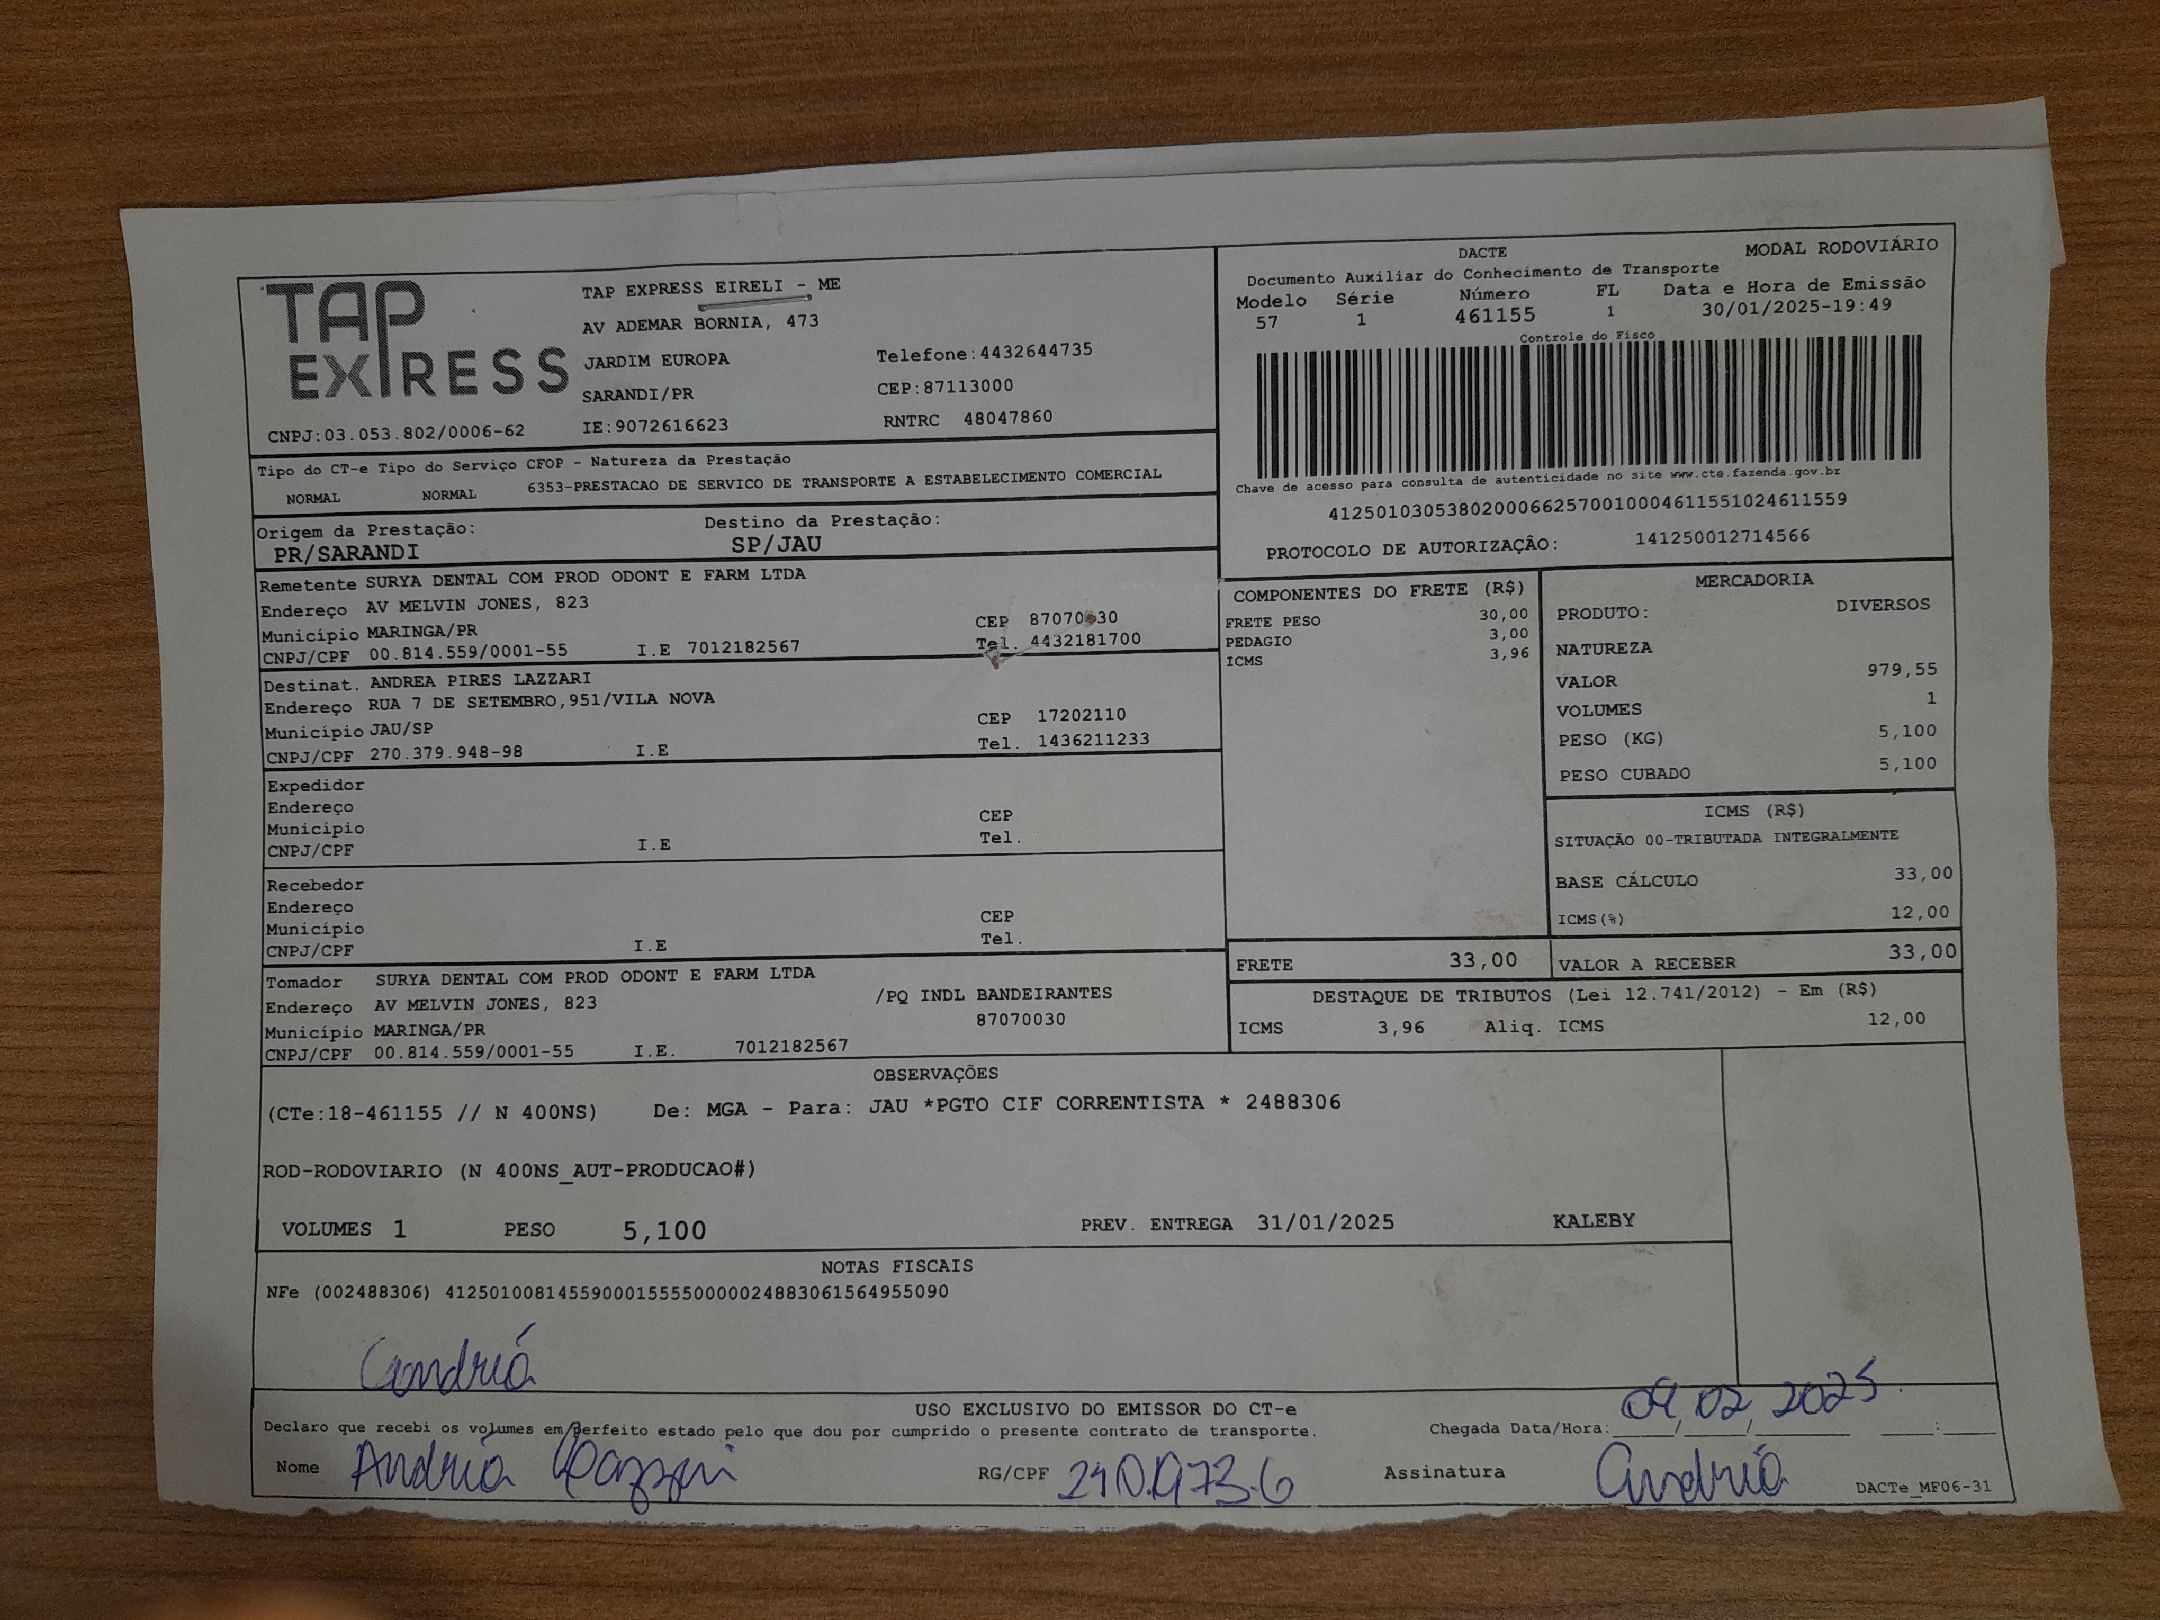 TAP EXPRESS
TAP EXPRESS EIRELI - ME
AV ADEMAR BORNIA, 473
JARDIM EUROPA Telefone:4432644735
SARANDI/PR CEP:87113000
CNPJ:03.053.802/0006-62 IE:9072616623 RNTRC 48047860
DACTE MODAL RODOVIÁRIO
Documento Auxiliar do Conhecimento de Transporte
Modelo Série Número FL Data e Hora de Emissão
57 1 461155 1 30/01/2025-19:49
Controle do Fisco
Chave de acesso para consulta de autenticidade no site www.cte.fazenda.gov.br
41250103053802000662570010004611551024611559
PROTOCOLO DE AUTORIZAÇÂO: 141250012714566
Tipo do CT-e Tipo do Serviço CFOP - Natureza da Prestação
NORMAL NORMAL 6353-PRESTACAO DE SERVICO DE TRANSPORTE A ESTABELECIMENTO COMERCIAL
Origem da Prestação: Destino da Prestação:
PR/SARANDI SP/JAU
Remetente SURYA DENTAL COM PROD ODONT E FARM LTDA
Endereço AV MELVIN JONES, 823
Município MARINGA/PR CEP 87070030
CNPJ/CPF 00.814.559/0001-55 I.E 7012182567 Tel. 4432181700
Destinat. ANDREA PIRES LAZZARI
Endereço RUA 7 DE SETEMBRO,951/VILA NOVA
Município JAU/SP CEP 17202110
CNPJ/CPF 270.379.948-98 I.E Tel. 1436211233
Expedidor
Endereço
Município CEP
CNPJ/CPF I.E Tel.
Recebedor
Endereço
Município CEP
CNPJ/CPF I.E Tel.
Tomador SURYA DENTAL COM PROD ODONT E FARM LTDA
Endereço AV MELVIN JONES, 823 /PQ INDL BANDEIRANTES
Município MARINGA/PR 87070030
CNPJ/CPF 00.814.559/0001-55 I.E. 7012182567
COMPONENTES DO FRETE (R$)
FRETE PESO 30,00
PEDAGIO 3,00
ICMS 3,96
MERCADORIA
PRODUTO: DIVERSOS
NATUREZA
VALOR 979,55
VOLUMES 1
PESO (KG) 5,100
PESO CUBADO 5,100
ICMS (R$)
SITUAÇÃO 00-TRIBUTADA INTEGRALMENTE
BASE CÁLCULO 33,00
ICMS(%) 12,00
FRETE 33,00 VALOR A RECEBER 33,00
DESTAQUE DE TRIBUTOS (Lei 12.741/2012) - Em (R$)
ICMS 3,96 Aliq. ICMS 12,00
OBSERVAÇÕES
(CTe:18-461155 // N 400NS) De: MGA - Para: JAU *PGTO CIF CORRENTISTA * 2488306
ROD-RODOVIARIO (N 400NS_AUT-PRODUCAO#)
VOLUMES 1 PESO 5,100 PREV. ENTREGA 31/01/2025 KALEBY
NOTAS FISCAIS
NFe (002488306) 41250100814559000155550000024883061564955090
Andréa
USO EXCLUSIVO DO EMISSOR DO CT-e
Declaro que recebi os volumes em perfeito estado pelo que dou por cumprido o presente contrato de transporte. Chegada Data/Hora: 04/02/2025 :
Nome Andréa RG/CPF Assinatura Andréa
DACTe_MF06-31